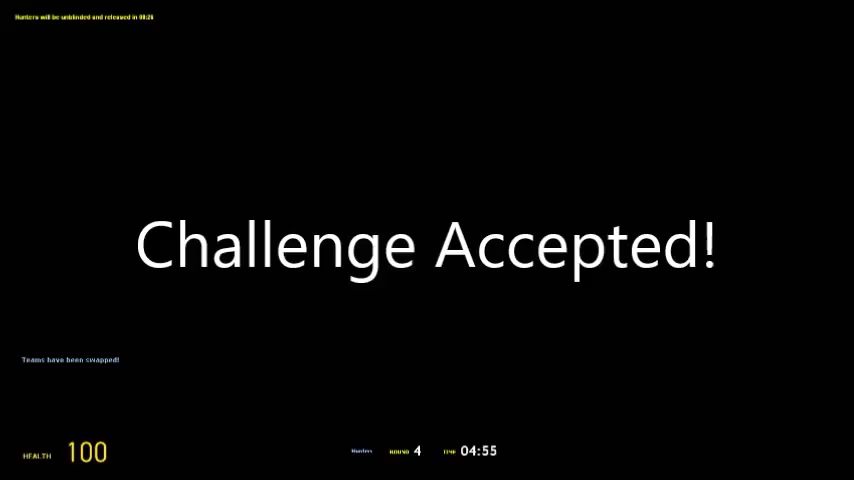 Hunters will be unblinded and released in 00:26
Challenge Accepted!
Teams have been swapped!
HEALTH 100
Hunters ROUND 4 TIME 04:55